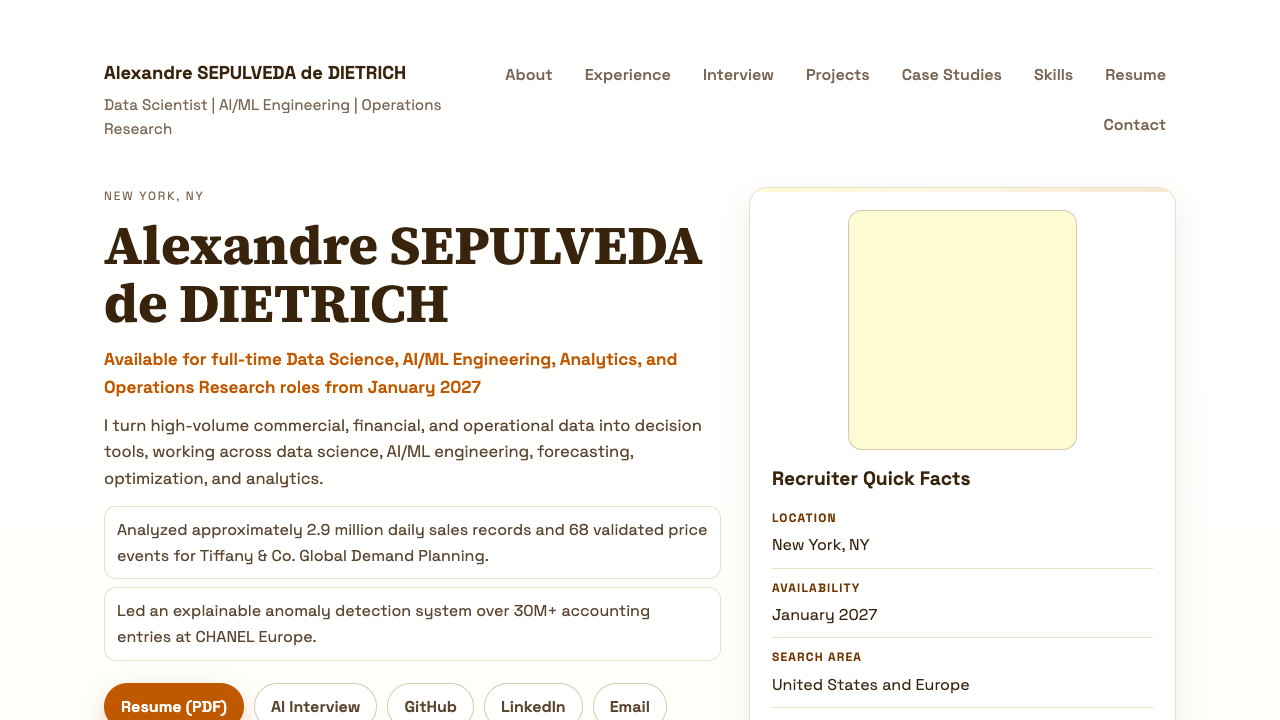 Alexandre SEPULVEDA de DIETRICH
Data Scientist | AI/ML Engineering | Operations
Research
About Experience Interview Projects Case Studies Skills Resume
Contact
NEW YORK, NY
Alexandre SEPULVEDA
de DIETRICH
Available for full-time Data Science, AI/ML Engineering, Analytics, and
Operations Research roles from January 2027
I turn high-volume commercial, financial, and operational data into decision
tools, working across data science, AI/ML engineering, forecasting,
optimization, and analytics.
Analyzed approximately 2.9 million daily sales records and 68 validated price
events for Tiffany & Co. Global Demand Planning.
Led an explainable anomaly detection system over 30M+ accounting
entries at CHANEL Europe.
Resume (PDF) AI Interview GitHub LinkedIn Email
Recruiter Quick Facts
LOCATION
New York, NY
AVAILABILITY
January 2027
SEARCH AREA
United States and Europe